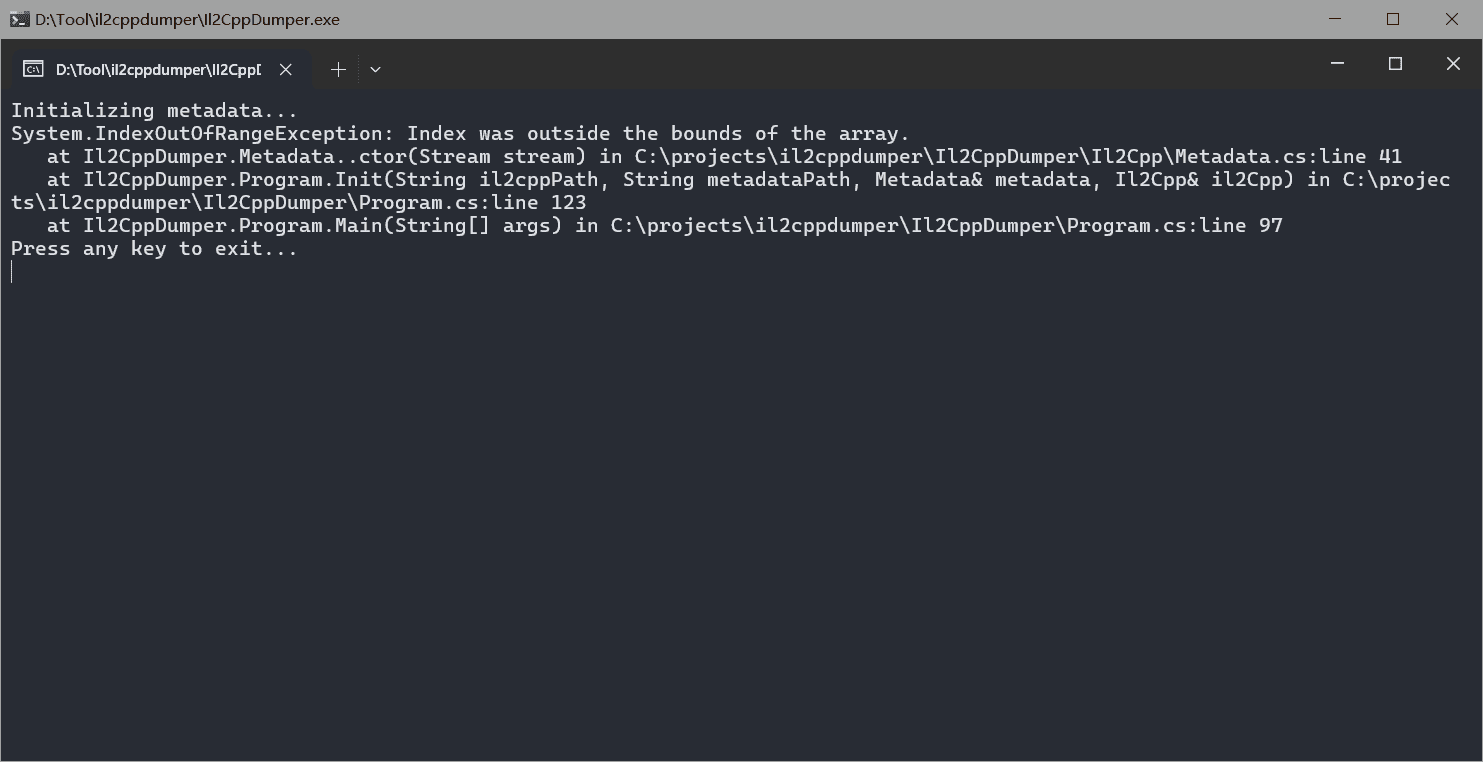 D:\Tool\il2cppdumper\Il2CppDumper.exe
D:\Tool\il2cppdumper\Il2CppD
Initializing metadata...
System.IndexOutOfRangeException: Index was outside the bounds of the array.
   at Il2CppDumper.Metadata..ctor(Stream stream) in C:\projects\il2cppdumper\Il2CppDumper\Il2Cpp\Metadata.cs:line 41
   at Il2CppDumper.Program.Init(String il2cppPath, String metadataPath, Metadata& metadata, Il2Cpp& il2Cpp) in C:\projec
ts\il2cppdumper\Il2CppDumper\Program.cs:line 123
   at Il2CppDumper.Program.Main(String[] args) in C:\projects\il2cppdumper\Il2CppDumper\Program.cs:line 97
Press any key to exit...